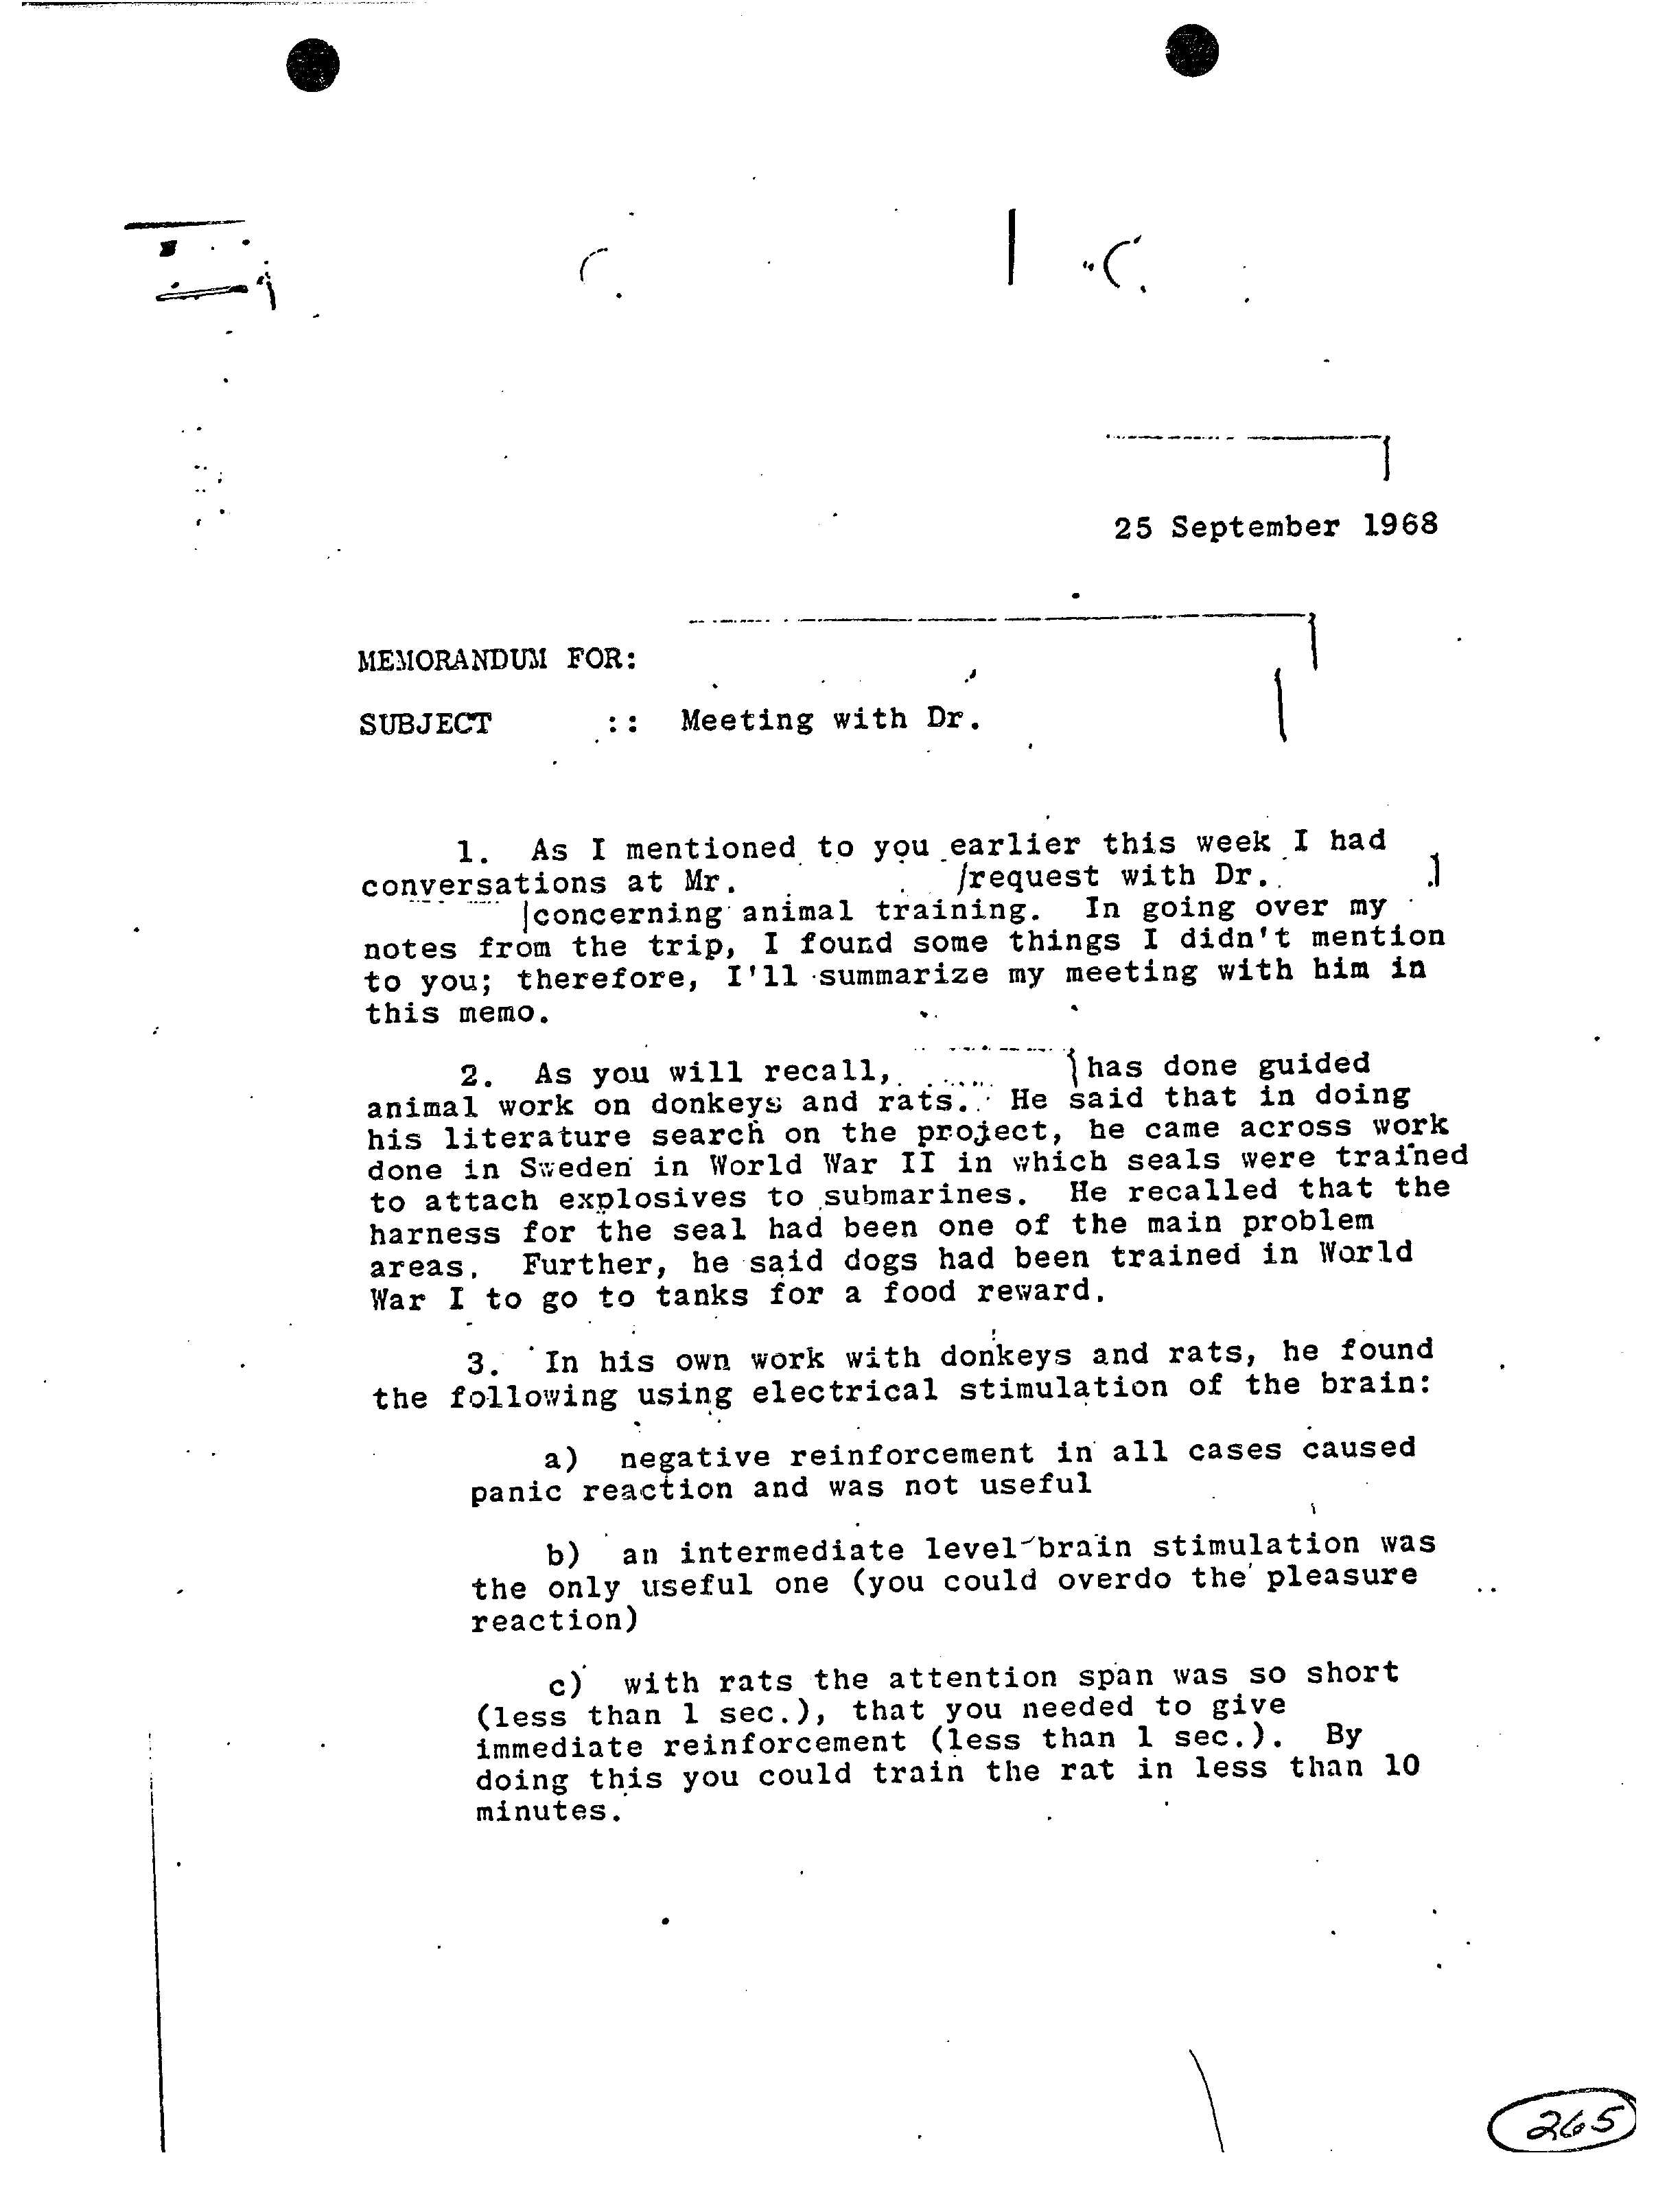 25 September 1968
MEMORANDUM FOR:
SUBJECT :: Meeting with Dr.
1. As I mentioned to you earlier this week I had
conversations at Mr. request with Dr.
concerning animal training. In going over my
notes from the trip, I found some things I didn't mention
to you; therefore, I'll summarize my meeting with him in
this memo.
2. As you will recall, has done guided
animal work on donkeys and rats. He said that in doing
his literature search on the project, he came across work
done in Sweden in World War II in which seals were trained
to attach explosives to submarines. He recalled that the
harness for the seal had been one of the main problem
areas. Further, he said dogs had been trained in World
War I to go to tanks for a food reward.
3. In his own work with donkeys and rats, he found
the following using electrical stimulation of the brain:
a) negative reinforcement in all cases caused
panic reaction and was not useful
b) an intermediate level brain stimulation was
the only useful one (you could overdo the pleasure
reaction)
c) with rats the attention span was so short
(less than 1 sec.), that you needed to give
immediate reinforcement (less than 1 sec.). By
doing this you could train the rat in less than 10
minutes.
265